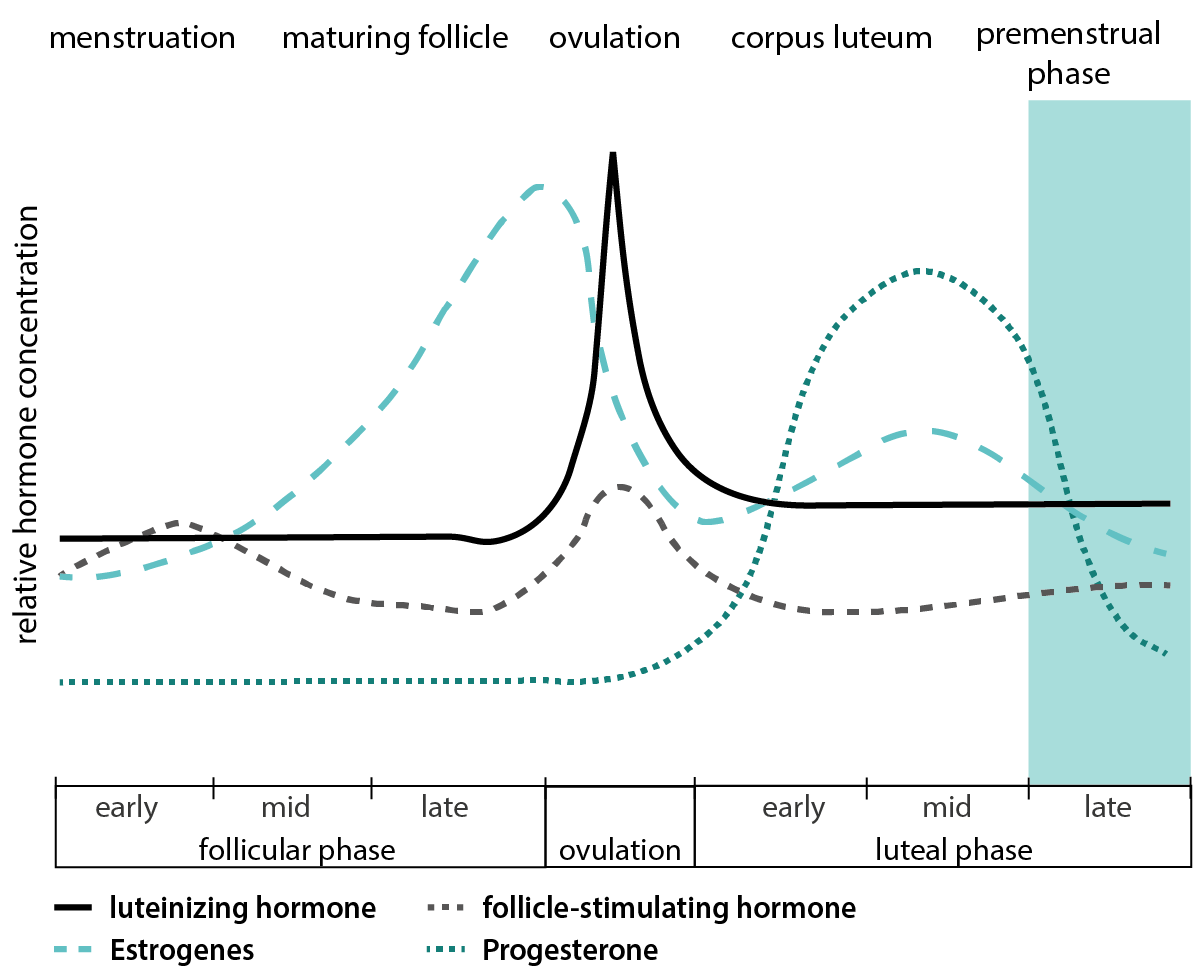 menstruation
maturing follicle
ovulation
corpus luteum
premenstrual
phase
relative hormone concentration
early
mid
late
early
mid
late
follicular phase
ovulation
luteal phase
luteinizing hormone
follicle-stimulating hormone
Estrogenes
Progesterone